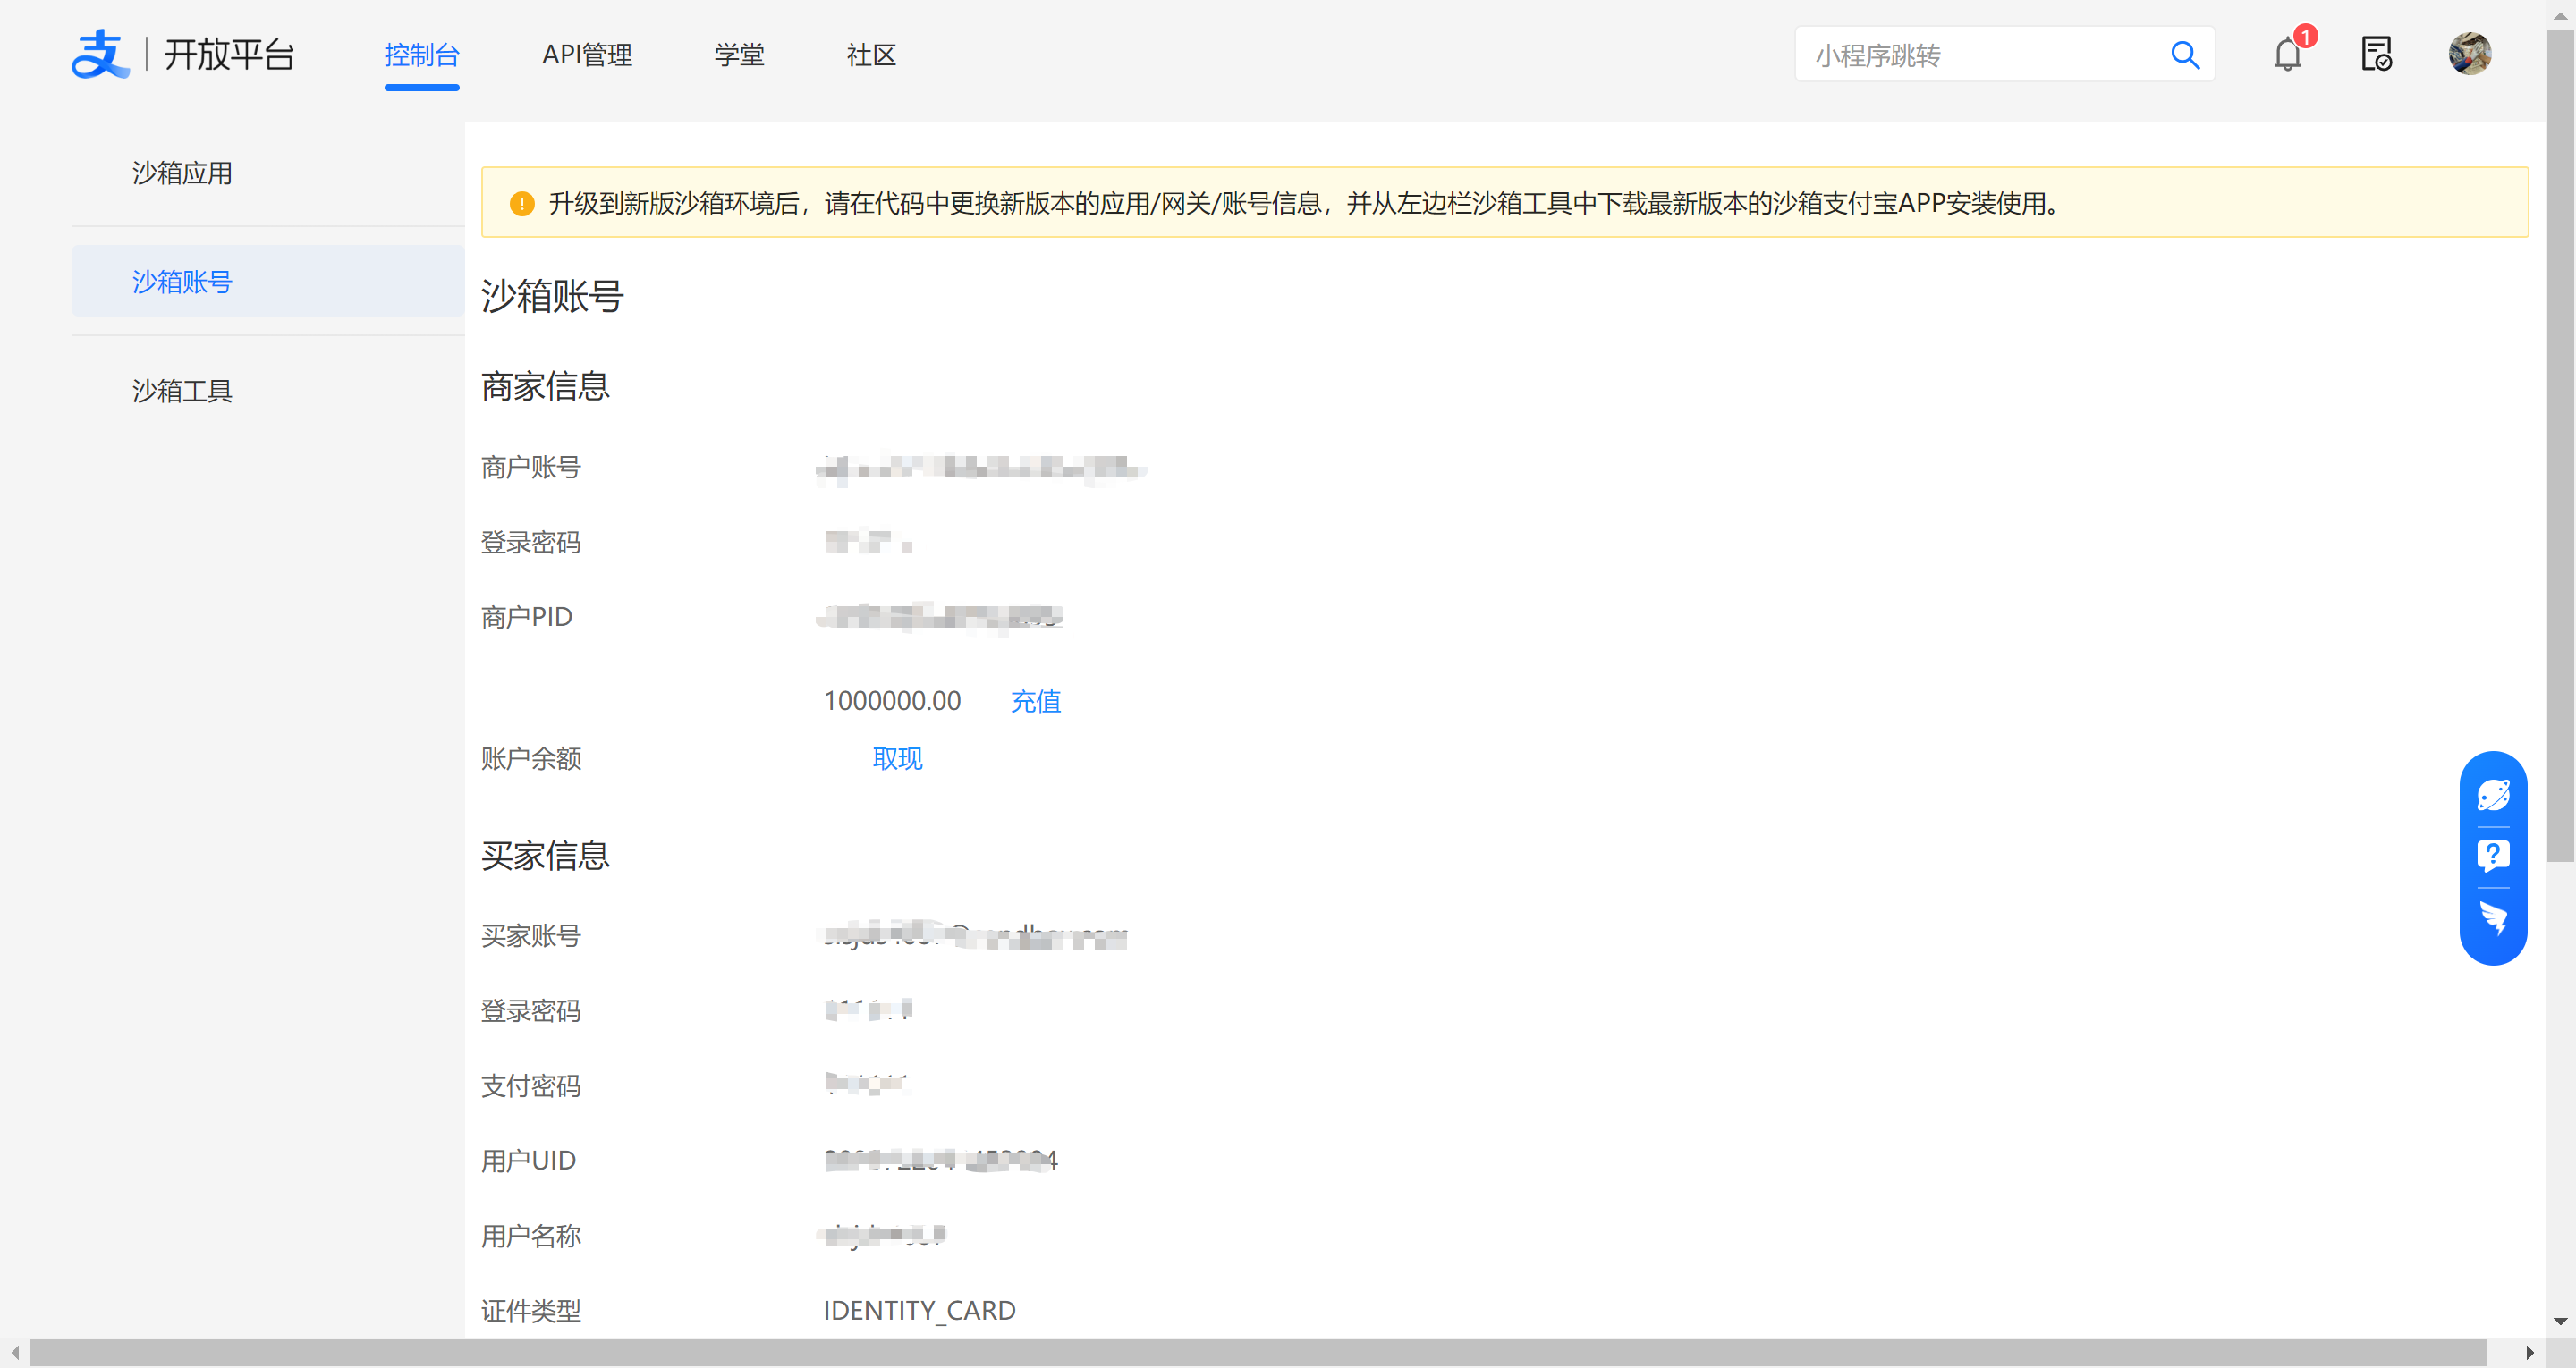 支 开放平台
控制台
API管理
学堂
社区
小程序跳转
1
沙箱应用
沙箱账号
沙箱工具
升级到新版沙箱环境后，请在代码中更换新版本的应用/网关/账号信息，并从左边栏沙箱工具中下载最新版本的沙箱支付宝APP安装使用。
沙箱账号
商家信息
商户账号
登录密码
商户PID
1000000.00 充值
账户余额 取现
买家信息
买家账号
登录密码
支付密码
用户UID
用户名称
证件类型 IDENTITY_CARD